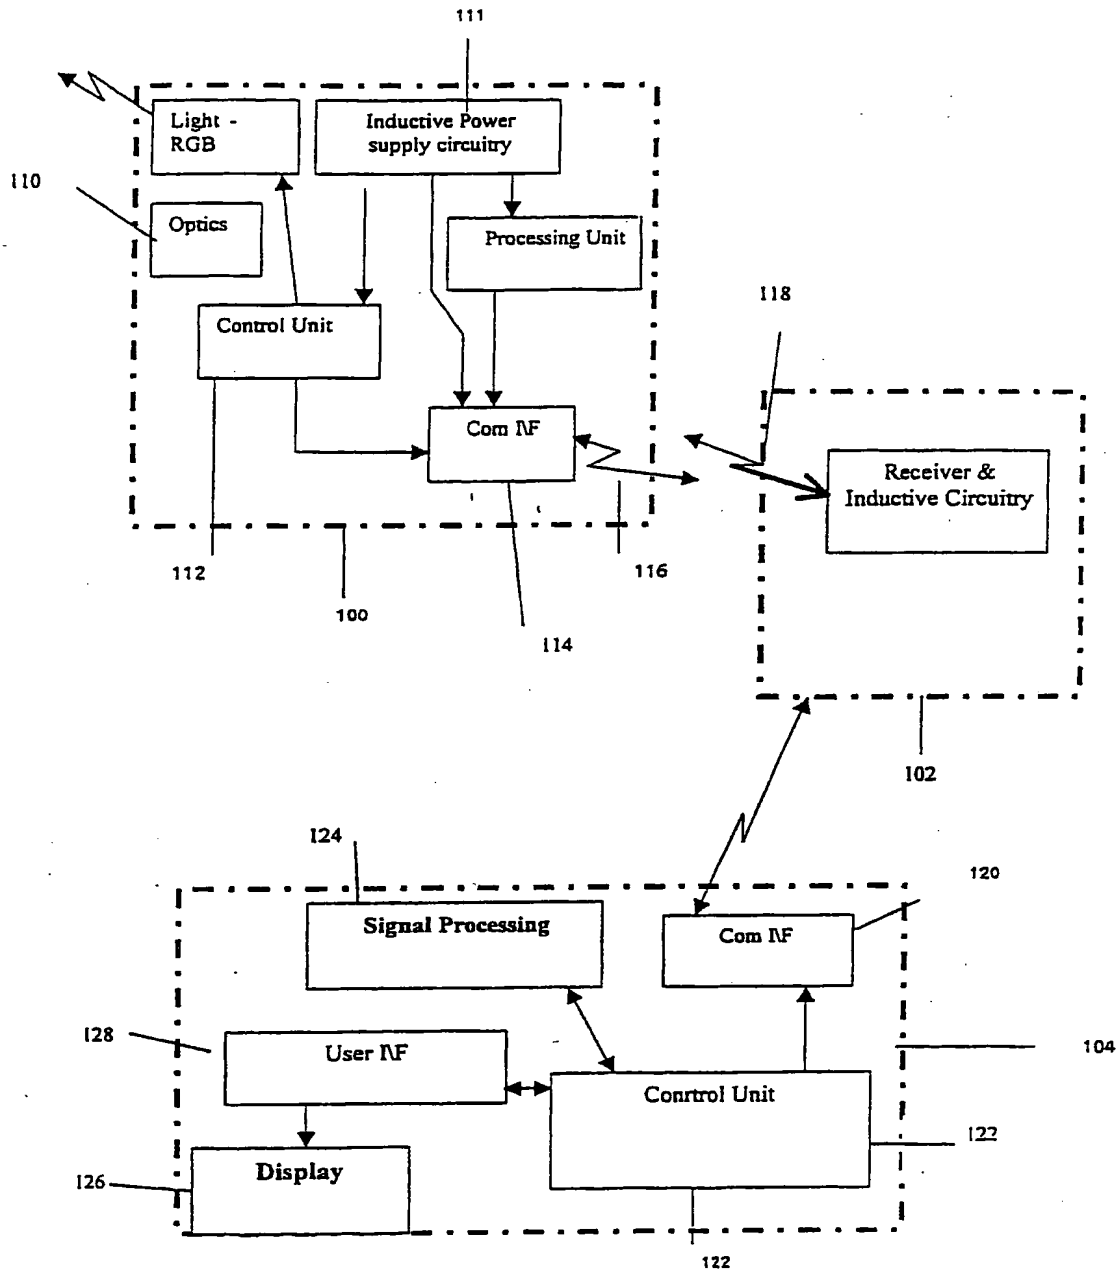 111
Light -
RGB
Inductive Power
supply circuitry
110
Optics
Processing Unit
118
Control Unit
Com I\F
Receiver &
Inductive Circuitry
112
116
100
114
102
124
120
Signal Processing
Com I\F
128
User I\F
104
Conrtrol Unit
122
Display
126
122